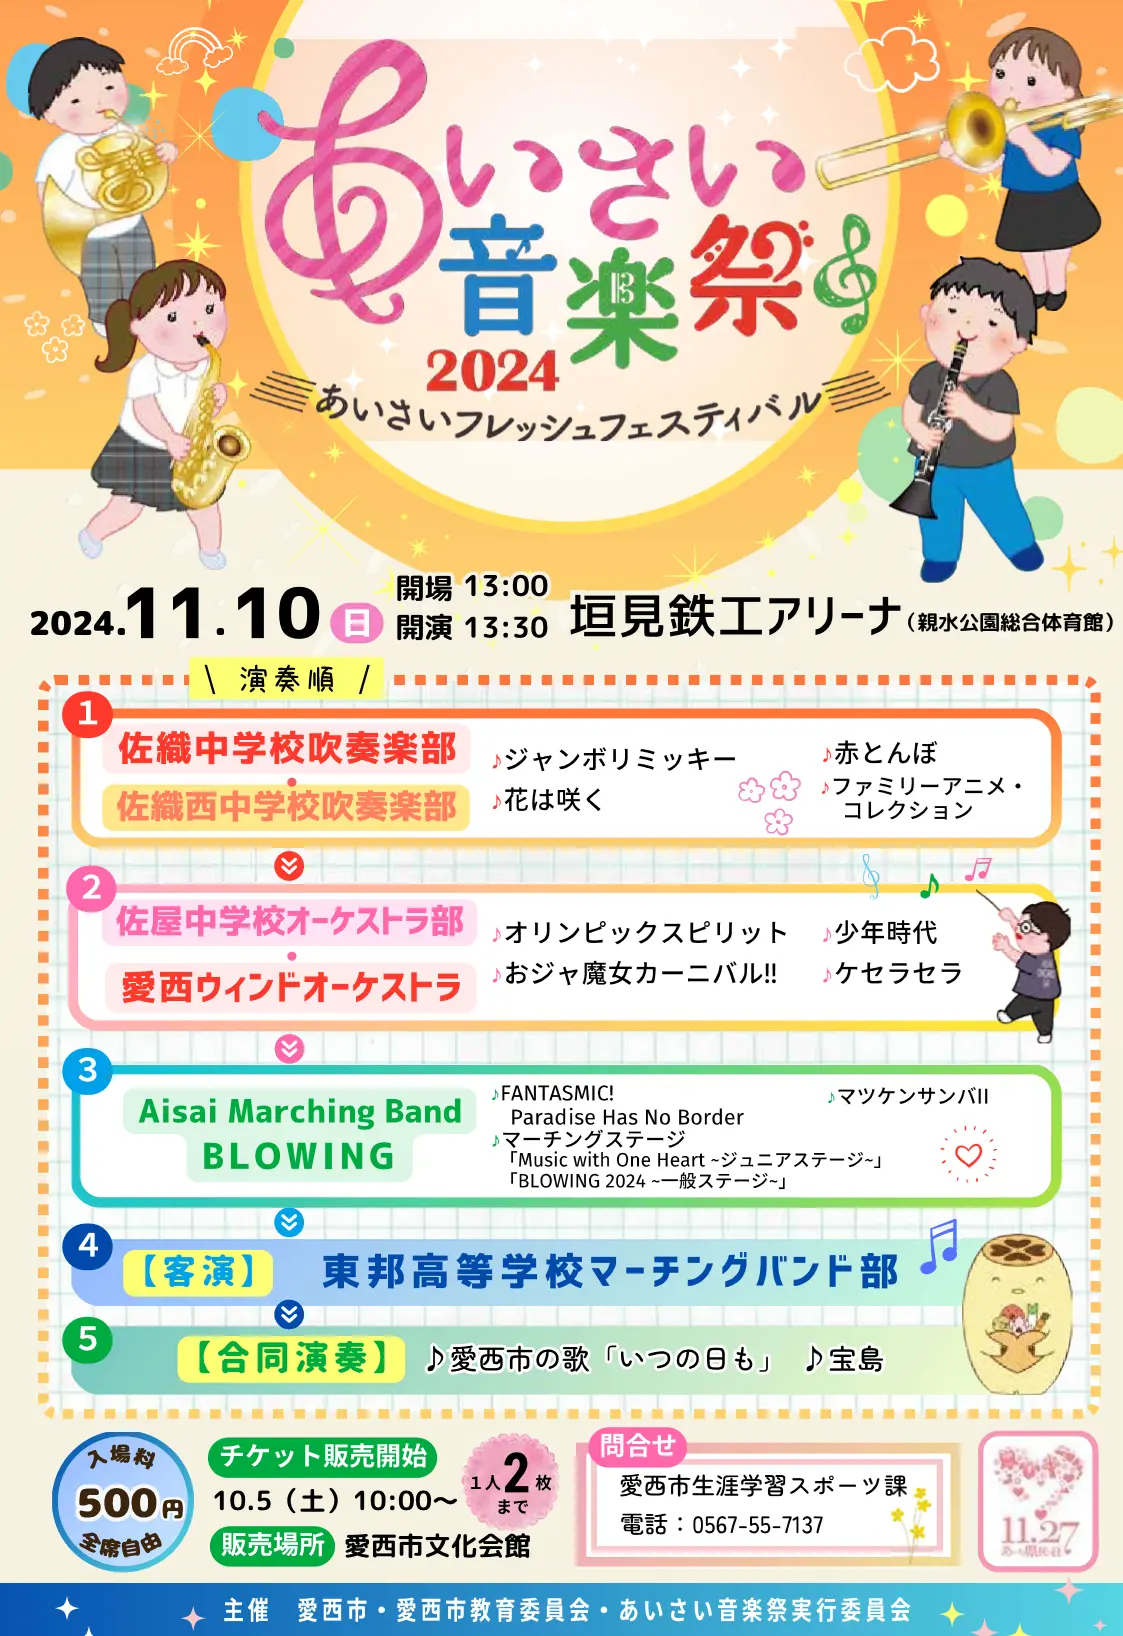 あいさい
音楽祭
2024
あいさいフレッシュフェスティバル
2024.11.10 日
開場 13:00
開演 13:30
垣見鉄工アリーナ（親水公園総合体育館）
\ 演奏順 /
1
佐織中学校吹奏楽部
・
佐織西中学校吹奏楽部
♪ジャンボリミッキー
♪花は咲く
♪赤とんぼ
♪ファミリーアニメ・
コレクション
2
佐屋中学校オーケストラ部
・
愛西ウィンドオーケストラ
♪オリンピックスピリット
♪おジャ魔女カーニバル!!
♪少年時代
♪ケセラセラ
3
Aisai Marching Band
BLOWING
♪FANTASMIC!
Paradise Has No Border
♪マーチングステージ
「Music with One Heart ~ジュニアステージ~」
「BLOWING 2024 ~一般ステージ~」
♪マツケンサンバII
4
【客演】 東邦高等学校マーチングバンド部
5
【合同演奏】 ♪愛西市の歌「いつの日も」 ♪宝島
入場料
500円
全席自由
チケット販売開始
10.5（土）10:00～
販売場所 愛西市文化会館
1人2枚
まで
問合せ
愛西市生涯学習スポーツ課
電話：0567-55-7137
11.27
あいち県民の日
主催 愛西市・愛西市教育委員会・あいさい音楽祭実行委員会